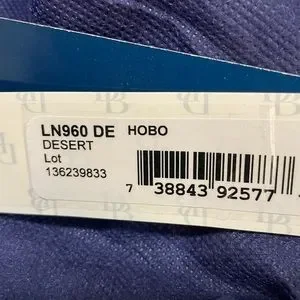 LN960 DE HOBO
DESERT
Lot
136239833
7 38843 92577